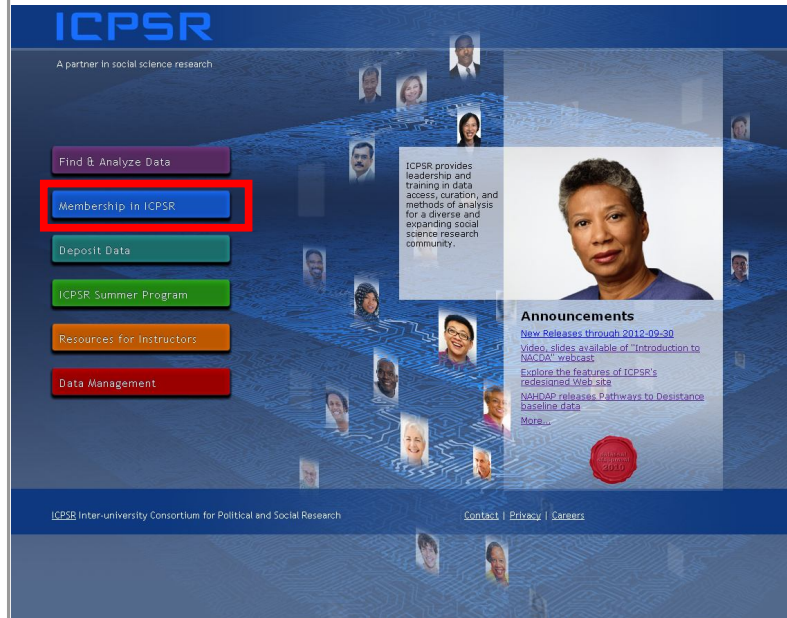 ICPSR
A partner in social science research
Find & Analyze Data
Membership in ICPSR
Deposit Data
ICPSR Summer Program
Resources for Instructors
Data Management
ICPSR provides
leadership and
training in data
access, curation, and
methods of analysis
for a diverse and
expanding social
science research
community.
Announcements
New Releases through 2012-09-30
Video, slides available of "Introduction to
NACDA" webcast
Explore the features of ICPSR's
redesigned Web site
NAHDAP releases Pathways to Desistance
baseline data
More...
2010
ICPSR Inter-university Consortium for Political and Social Research
Contact | Privacy | Careers